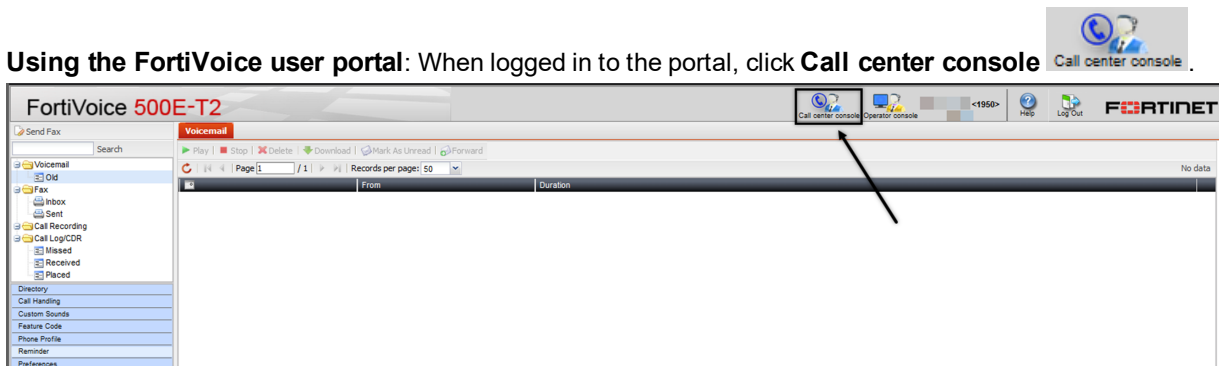 Call center console
Using the FortiVoice user portal: When logged in to the portal, click Call center console .
FortiVoice 500E-T2
Call center console Operator console <1950> Help Log Out FORTINET
Send Fax
Voicemail
Search
Play | Stop | Delete | Download | Mark As Unread | Forward
Page 1 / 1 Records per page: 50 No data
From Duration
Voicemail
Old
Fax
Inbox
Sent
Call Recording
Call Log/CDR
Missed
Received
Placed
Directory
Call Handling
Custom Sounds
Feature Code
Phone Profile
Reminder
Preferences